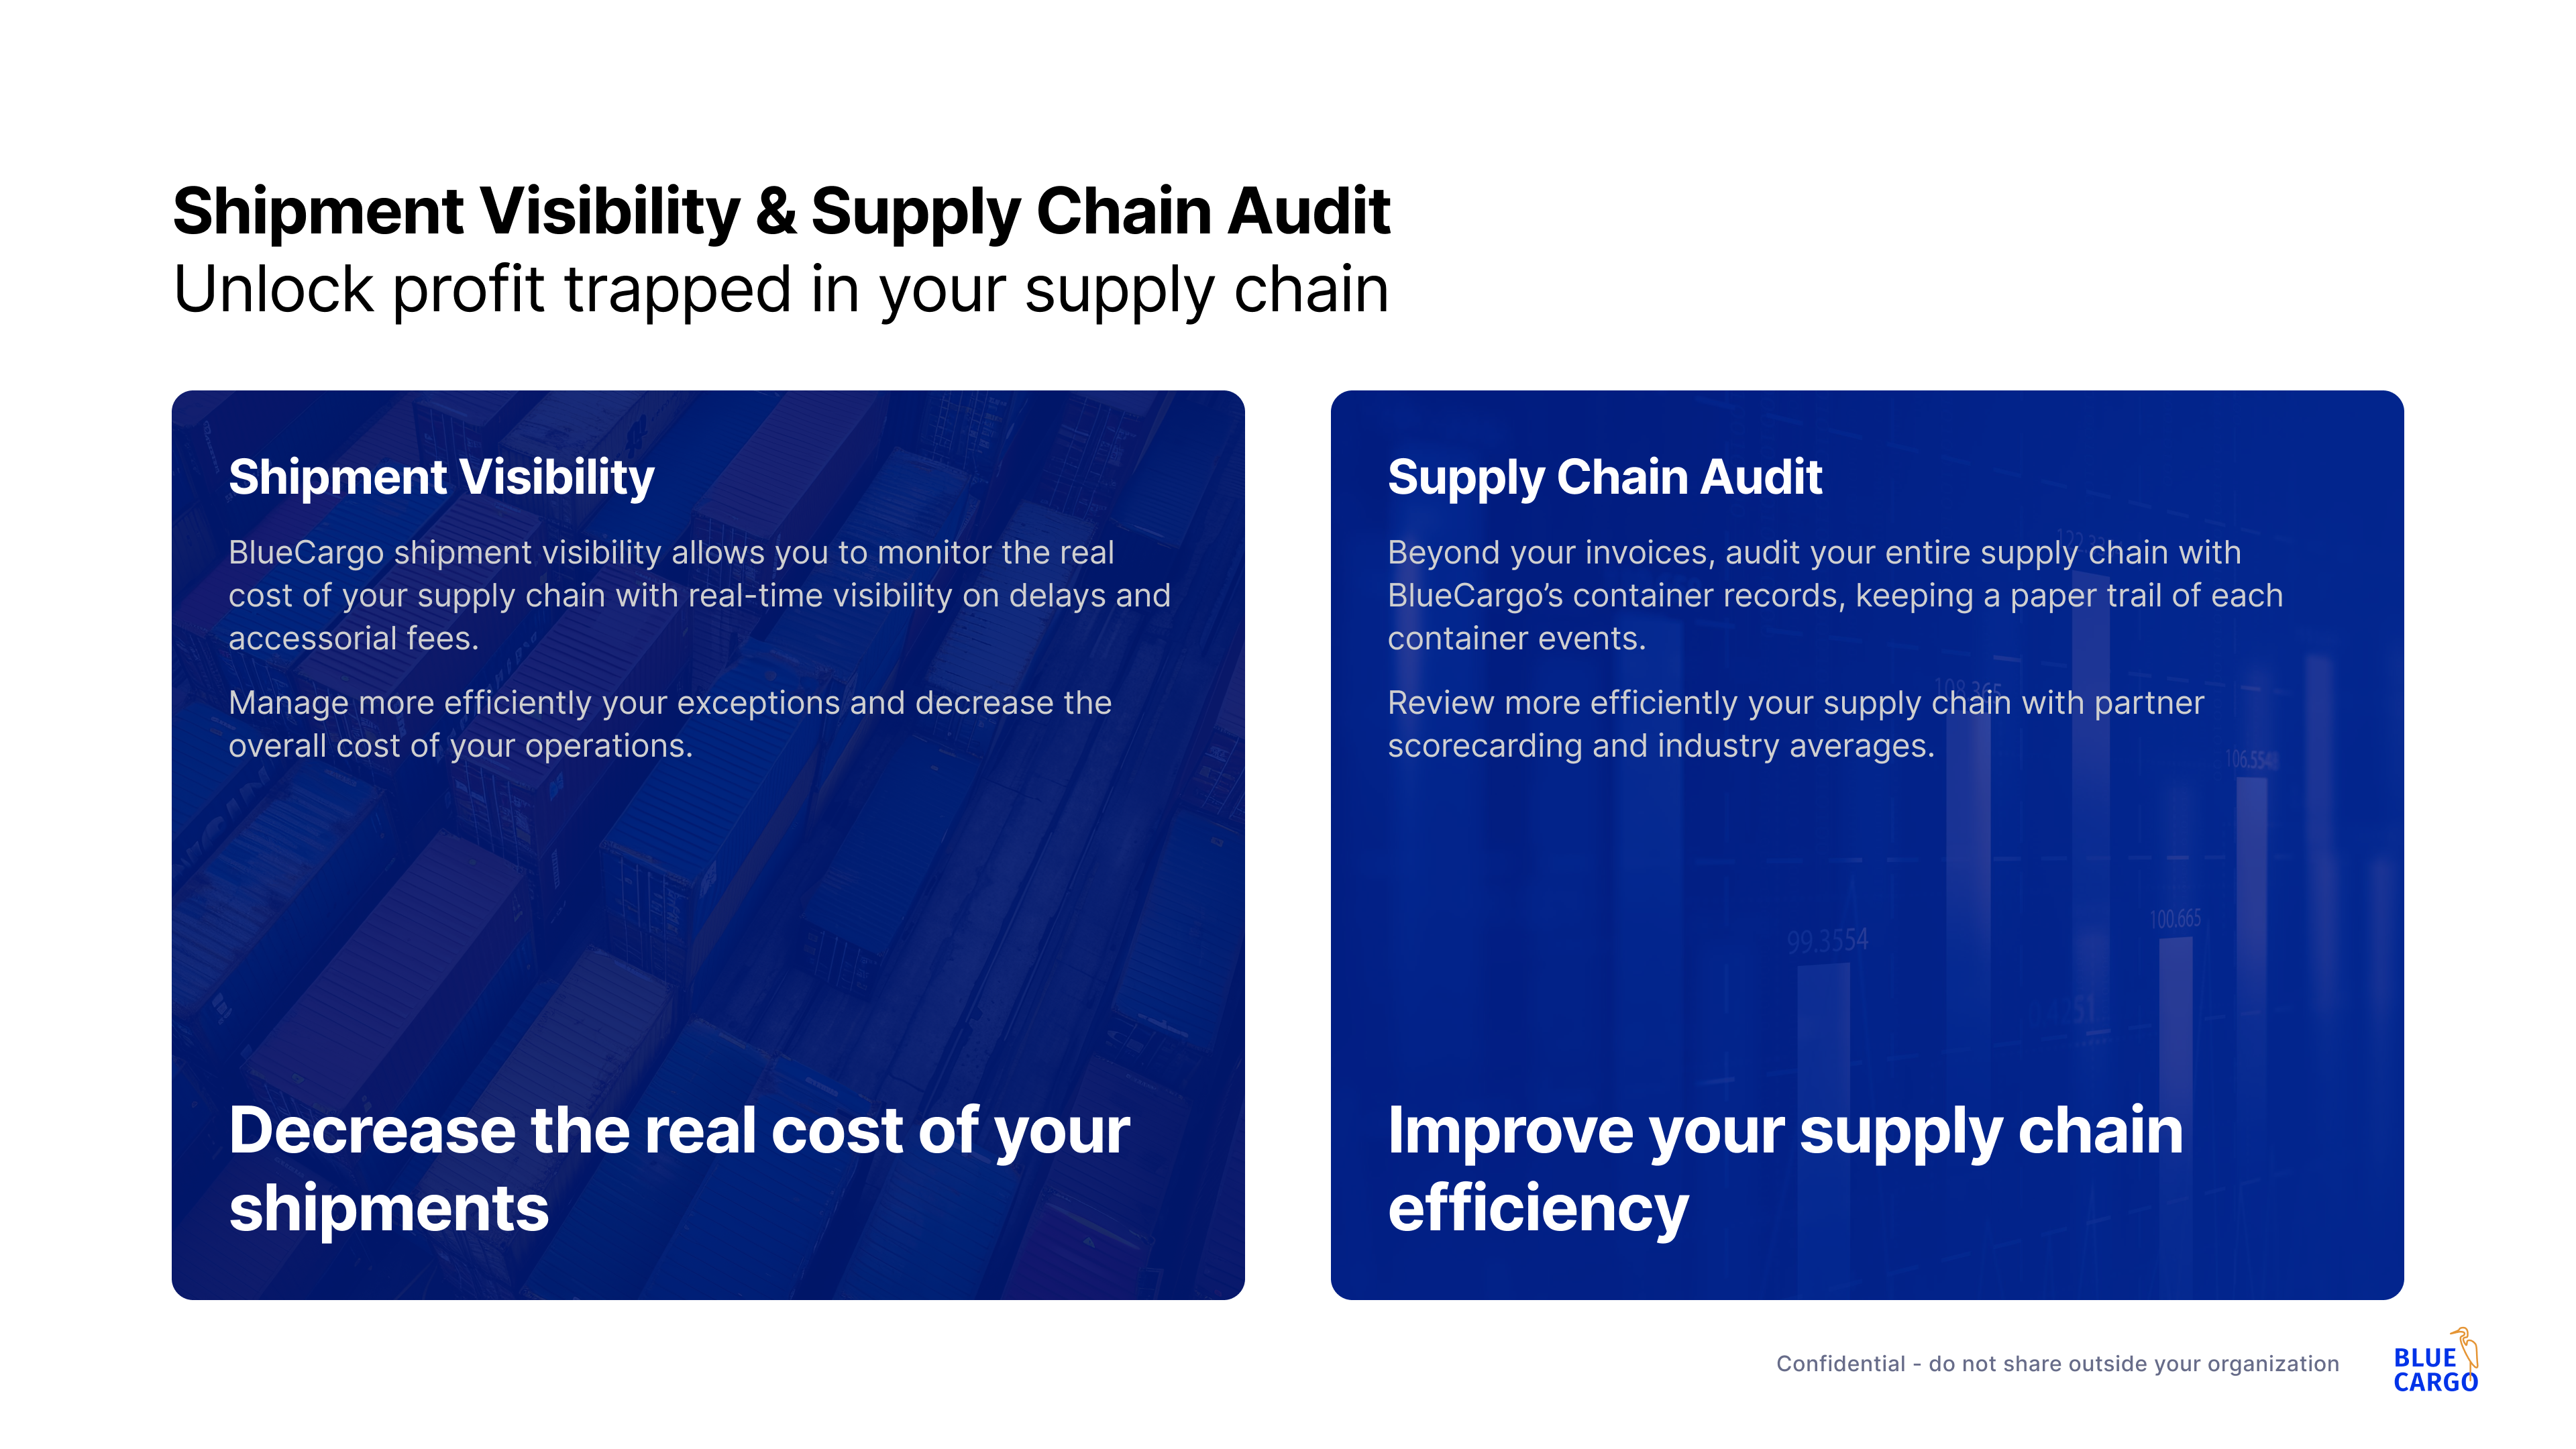 Shipment Visibility & Supply Chain Audit
Unlock profit trapped in your supply chain
Shipment Visibility
BlueCargo shipment visibility allows you to monitor the real
cost of your supply chain with real-time visibility on delays and
accessorial fees.
Manage more efficiently your exceptions and decrease the
overall cost of your operations.
Decrease the real cost of your
shipments
Supply Chain Audit
Beyond your invoices, audit your entire supply chain with
BlueCargo’s container records, keeping a paper trail of each
container events.
Review more efficiently your supply chain with partner
scorecarding and industry averages.
108.365
106.554
100.665
99.3554
Improve your supply chain
efficiency
Confidential - do not share outside your organization
BLUE
CARGO